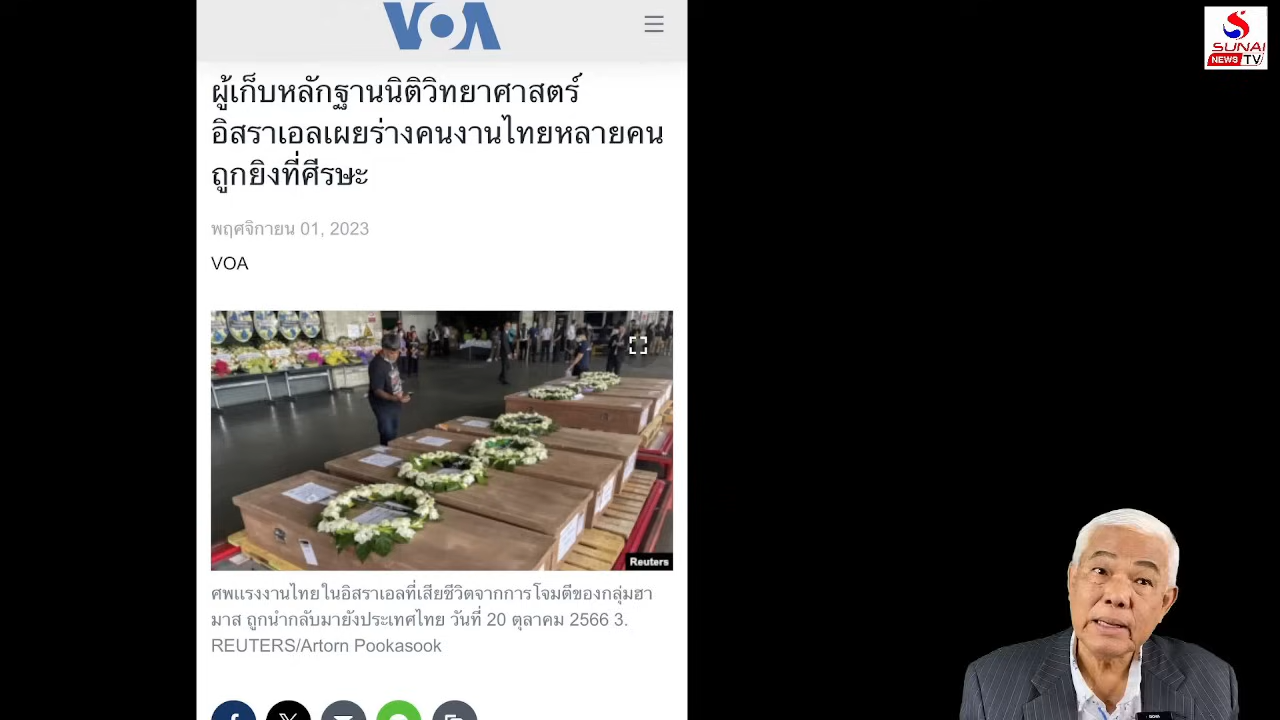 VOA
SUNAI
NEWS TV
ผู้เก็บหลักฐานนิติวิทยาศาสตร์
อิสราเอลเผยร่างคนงานไทยหลายคน
ถูกยิงที่ศีรษะ
พฤศจิกายน 01, 2023
VOA
Reuters
ศพแรงงานไทยในอิสราเอลที่เสียชีวิตจากการโจมตีของกลุ่มฮา
มาส ถูกนำกลับมายังประเทศไทย วันที่ 20 ตุลาคม 2566 3.
REUTERS/Artorn Pookasook